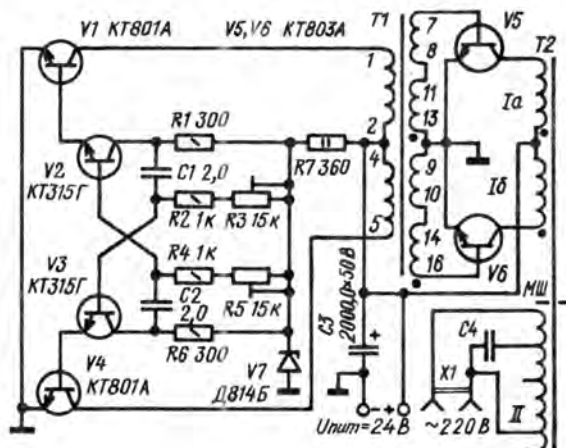 V1 КТ801А
V5,V6 КТ803А
T1
7
V5
8
T2
1
11
Iа
13
2
R1 300
R7 360
4
9
V2
КТ315Г
C1 2,0
Iб
10
R2 1к
R3 15к
14
5
16
V6
R4 1к
V3
КТ315Г
МШ
C2
2,0
R5 15к
C3
2000,0×50В
+
C4
R6 300
V7
V4
КТ801А
Д814Б
X1
II
- +
Uпит=24В
~220В